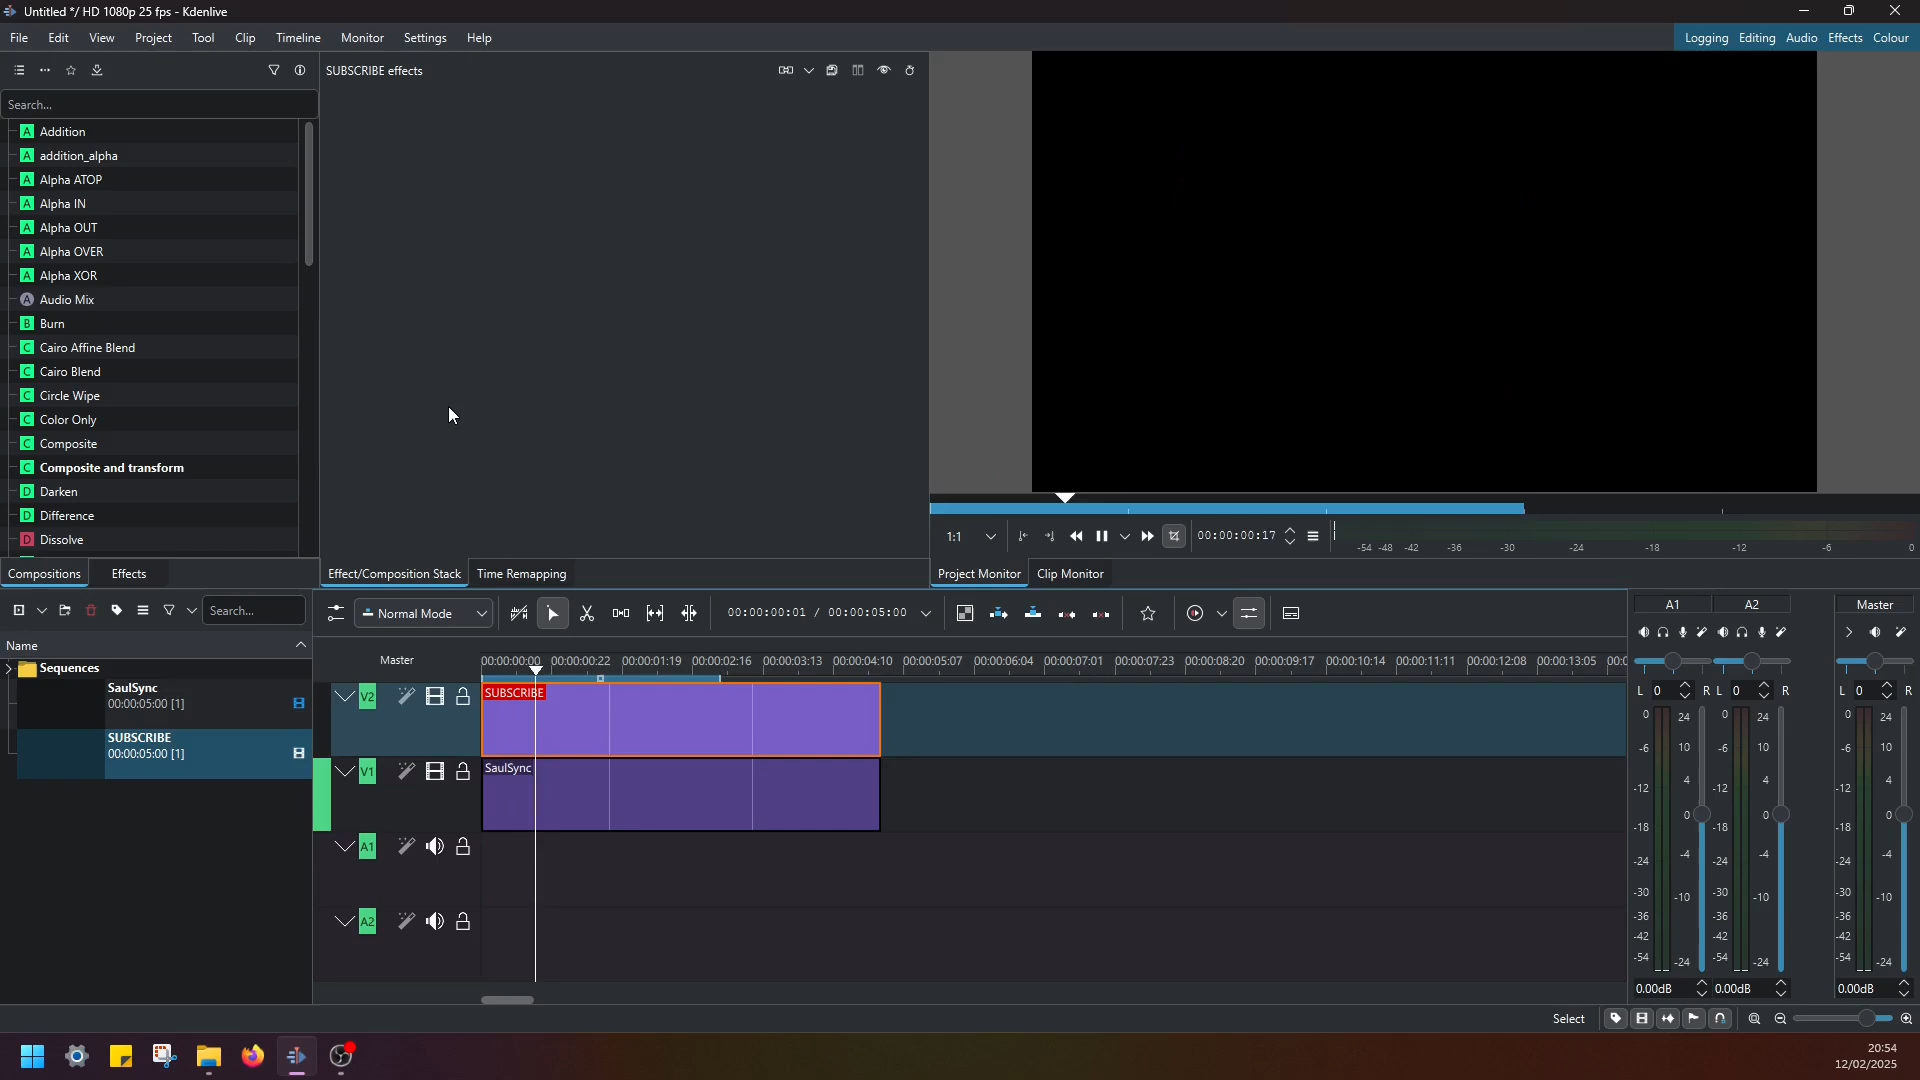 Untitled */ HD 1080p 25 fps - Kdenlive
File Edit View Project Tool Clip Timeline Monitor Settings Help
Logging Editing Audio Effects Colour
SUBSCRIBE effects
Search...
Addition
addition_alpha
Alpha ATOP
Alpha IN
Alpha OUT
Alpha OVER
Alpha XOR
Audio Mix
Burn
Cairo Affine Blend
Cairo Blend
Circle Wipe
Color Only
Composite
Composite and transform
Darken
Difference
Dissolve
1:1 00:00:00:17
-54 -48 -42 -36 -30 -24 -18 -12 -6 0
Compositions Effects
Effect/Composition Stack Time Remapping
Project Monitor Clip Monitor
Search...
Normal Mode
00:00:00:01 / 00:00:05:00
A1 A2 Master
Name
Sequences
SaulSync
00:00:05:00 [1]
SUBSCRIBE
00:00:05:00 [1]
Master
00:00:00:00 00:00:00:22 00:00:01:19 00:00:02:16 00:00:03:13 00:00:04:10 00:00:05:07 00:00:06:04 00:00:07:01 00:00:07:23 00:00:08:20 00:00:09:17 00:00:10:14 00:00:11:11 00:00:12:08 00:00:13:05 00:0
V2 SUBSCRIBE
V1 SaulSync
A1
A2
L 0 R L 0 R L 0 R
0 24 0 24 0 24
-6 10 -6 10 -6 10
-12 4 -12 4 -12 4
-18 0 -18 0 -18 0
-24 -4 -24 -4 -24 -4
-30 -10 -30 -10 -30 -10
-36 -36 -36
-42 -42 -42
-54 -24 -54 -24 -54 -24
0.00dB 0.00dB 0.00dB
Select
20:54
12/02/2025